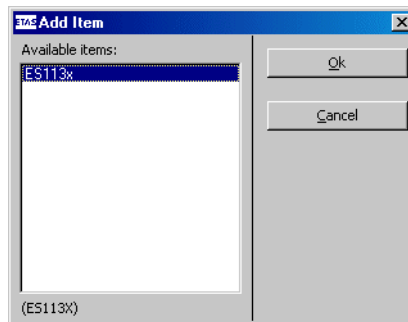 ETAS Add Item
Available items:
ES113x
Ok
Cancel
(ES113X)